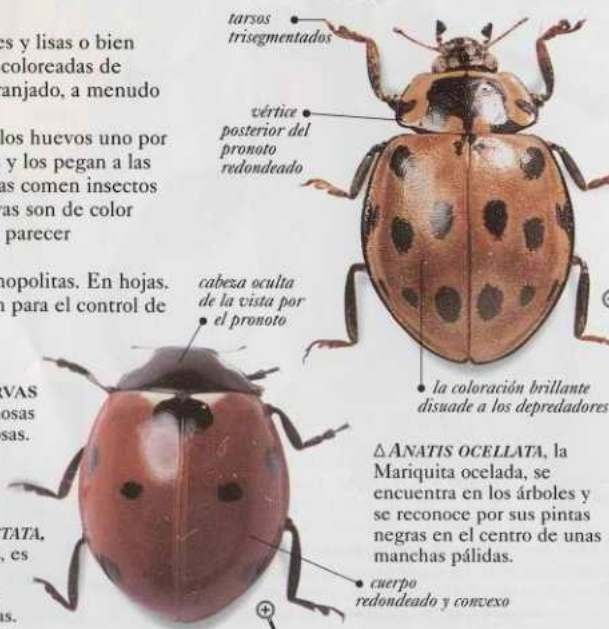 tarsos
trisegmentados
es y lisas o bien
coloreadas de
ranjado, a menudo
los huevos uno por
y los pegan a las
as comen insectos
vas son de color
parecer
mopolitas. En hojas.
n para el control de
vértice
posterior del
pronoto
redondeado
cabeza oculta
de la vista por
el pronoto
la coloración brillante
disuade a los depredadores
RVAS
nosas
osas.
Δ ANATIS OCELLATA, la
Mariquita ocelada, se
encuentra en los árboles y
se reconoce por sus pintas
negras en el centro de unas
manchas pálidas.
TATA,
, es
as.
cuerpo
redondeado y convexo